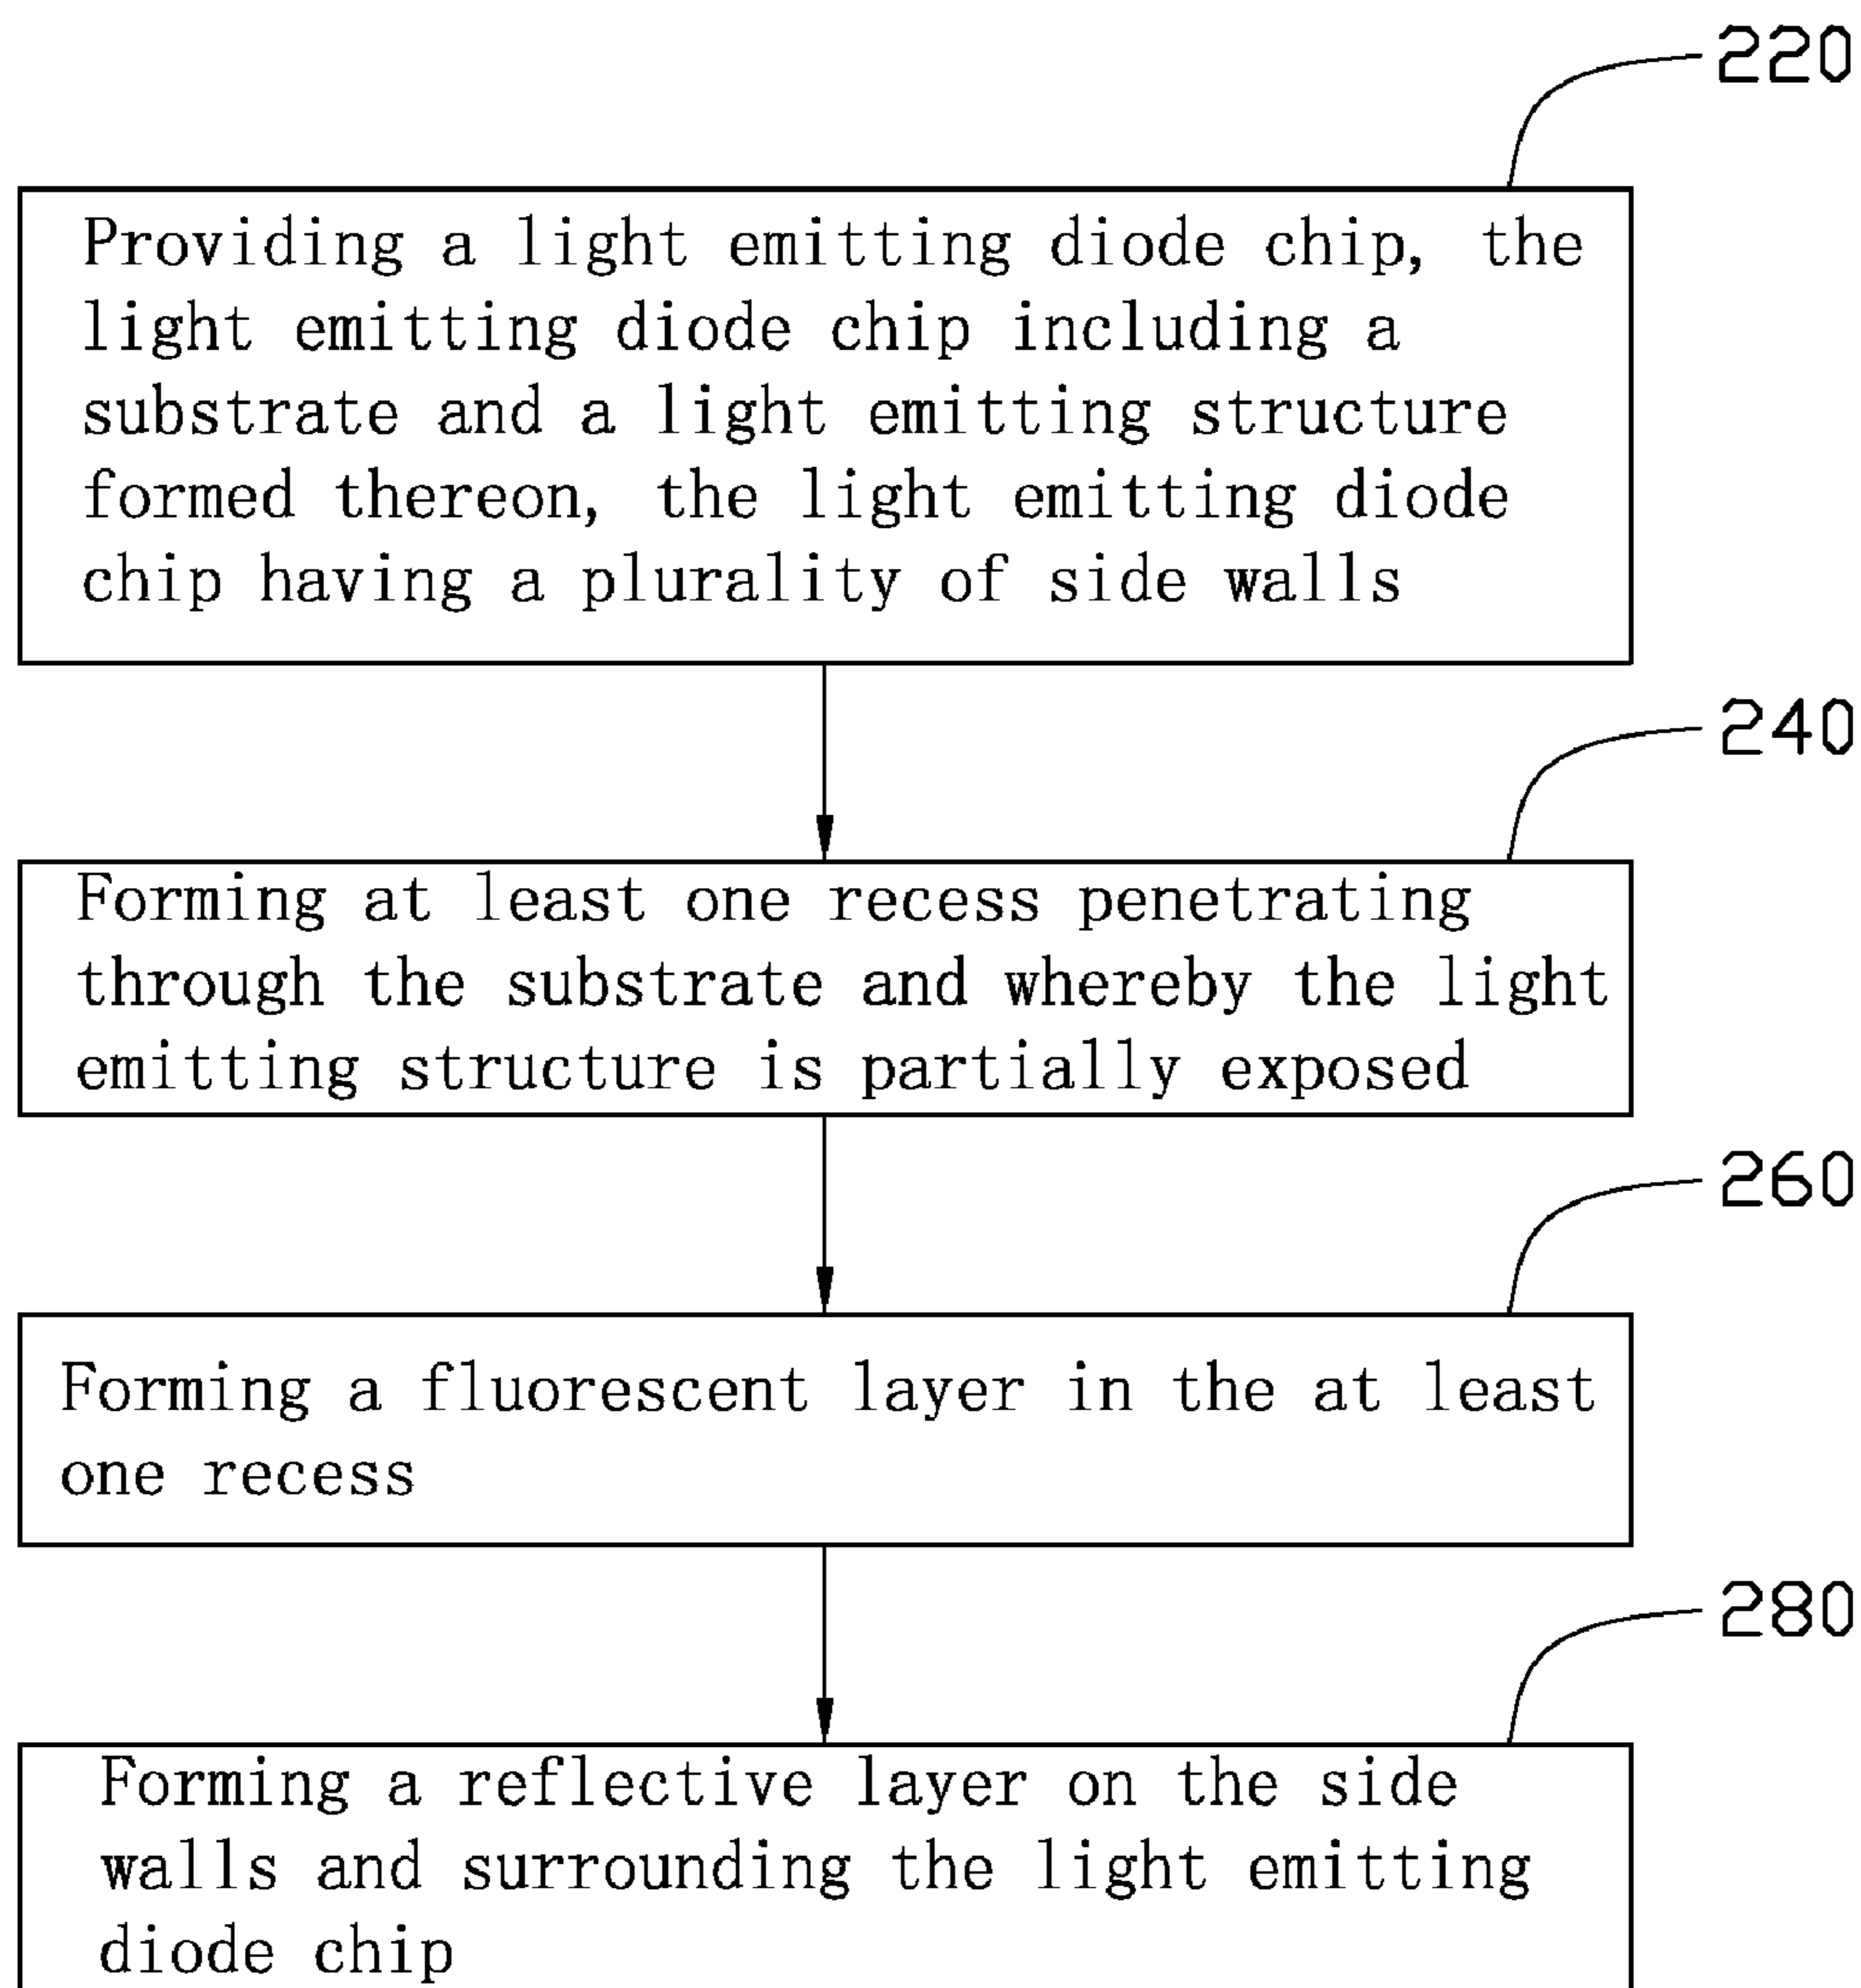 220
Providing a light emitting diode chip, the
light emitting diode chip including a
substrate and a light emitting structure
formed thereon, the light emitting diode
chip having a plurality of side walls
240
Forming at least one recess penetrating
through the substrate and whereby the light
emitting structure is partially exposed
260
Forming a fluorescent layer in the at least
one recess
280
Forming a reflective layer on the side
walls and surrounding the light emitting
diode chip